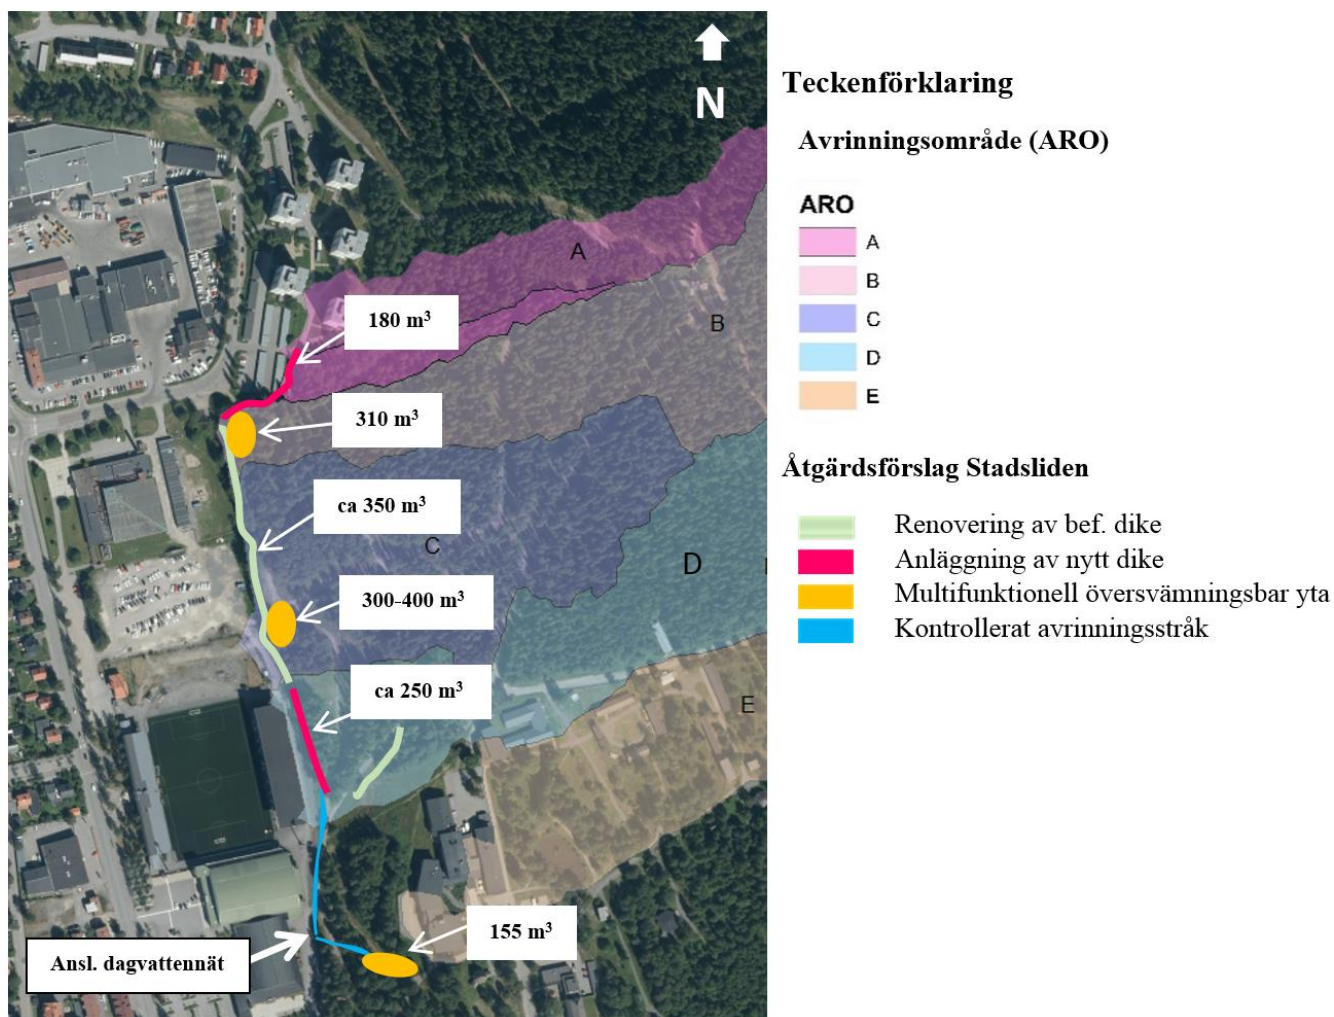 N
A
B
C
D
E
180 m³
310 m³
ca 350 m³
300-400 m³
ca 250 m³
155 m³
Ansl. dagvattennät
Teckenförklaring
Avrinningsområde (ARO)
ARO
A
B
C
D
E
Åtgärdsförslag Stadsliden
Renovering av bef. dike
Anläggning av nytt dike
Multifunktionell översvämningsbar yta
Kontrollerat avrinningsstråk